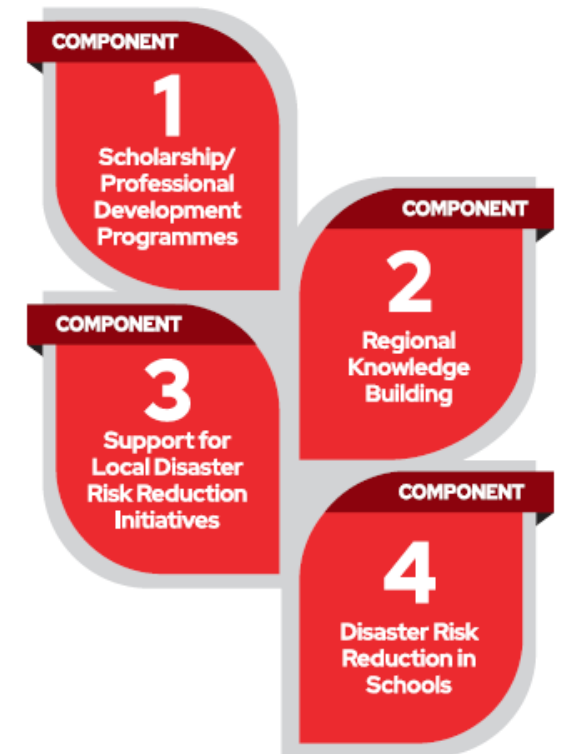 COMPONENT
1
Scholarship/
Professional
Development
Programmes
COMPONENT
2
Regional
Knowledge
Building
COMPONENT
3
Support for
Local Disaster
Risk Reduction
Initiatives
COMPONENT
4
Disaster Risk
Reduction in
Schools